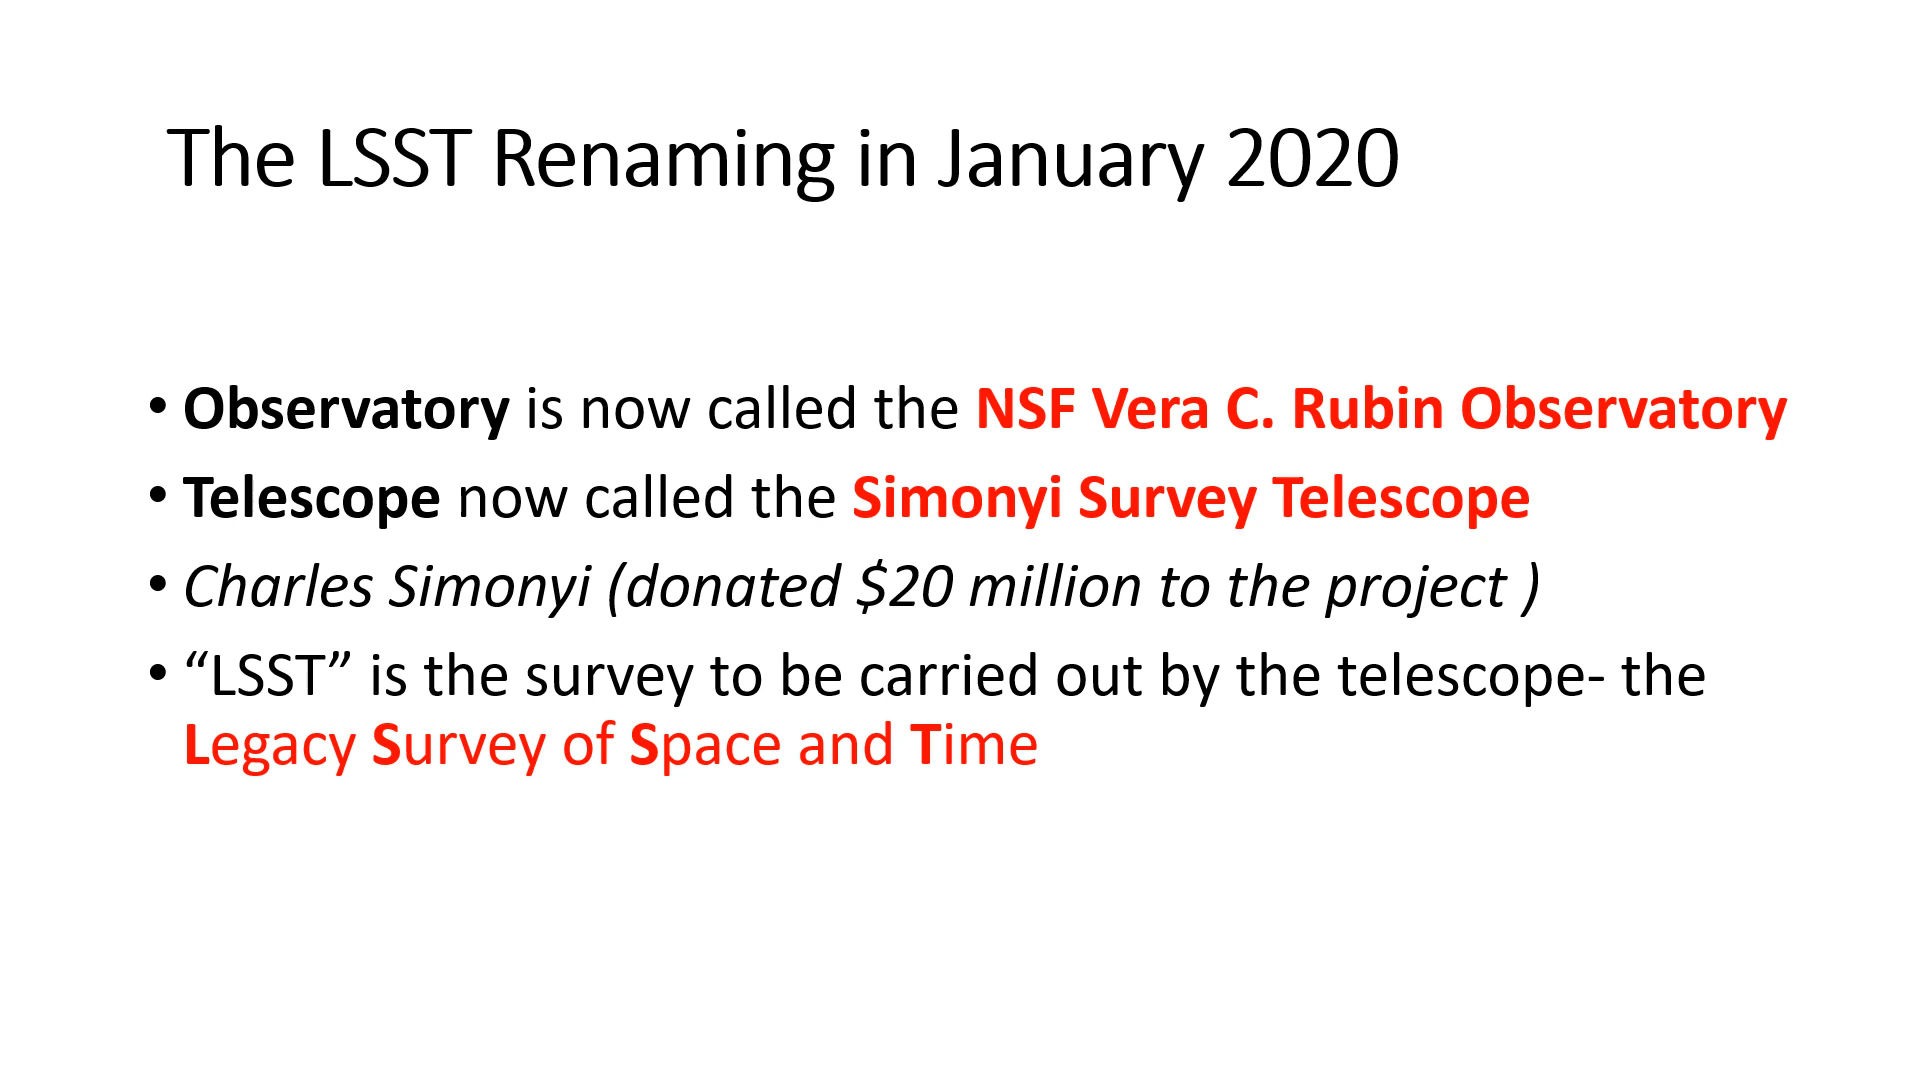 The LSST Renaming in January 2020
• Observatory is now called the NSF Vera C. Rubin Observatory
• Telescope now called the Simonyi Survey Telescope
• Charles Simonyi (donated $20 million to the project )
• “LSST” is the survey to be carried out by the telescope- the
Legacy Survey of Space and Time